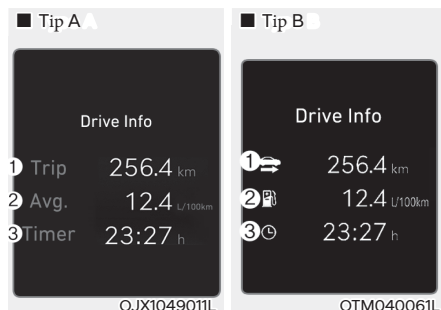 ■ Tip A
Drive Info
1 Trip 256.4 km
2 Avg. 12.4 L/100km
3 Timer 23:27 h
OJX1049011L
■ Tip B
Drive Info
1 256.4 km
2 12.4 L/100km
3 23:27 h
OTM040061L